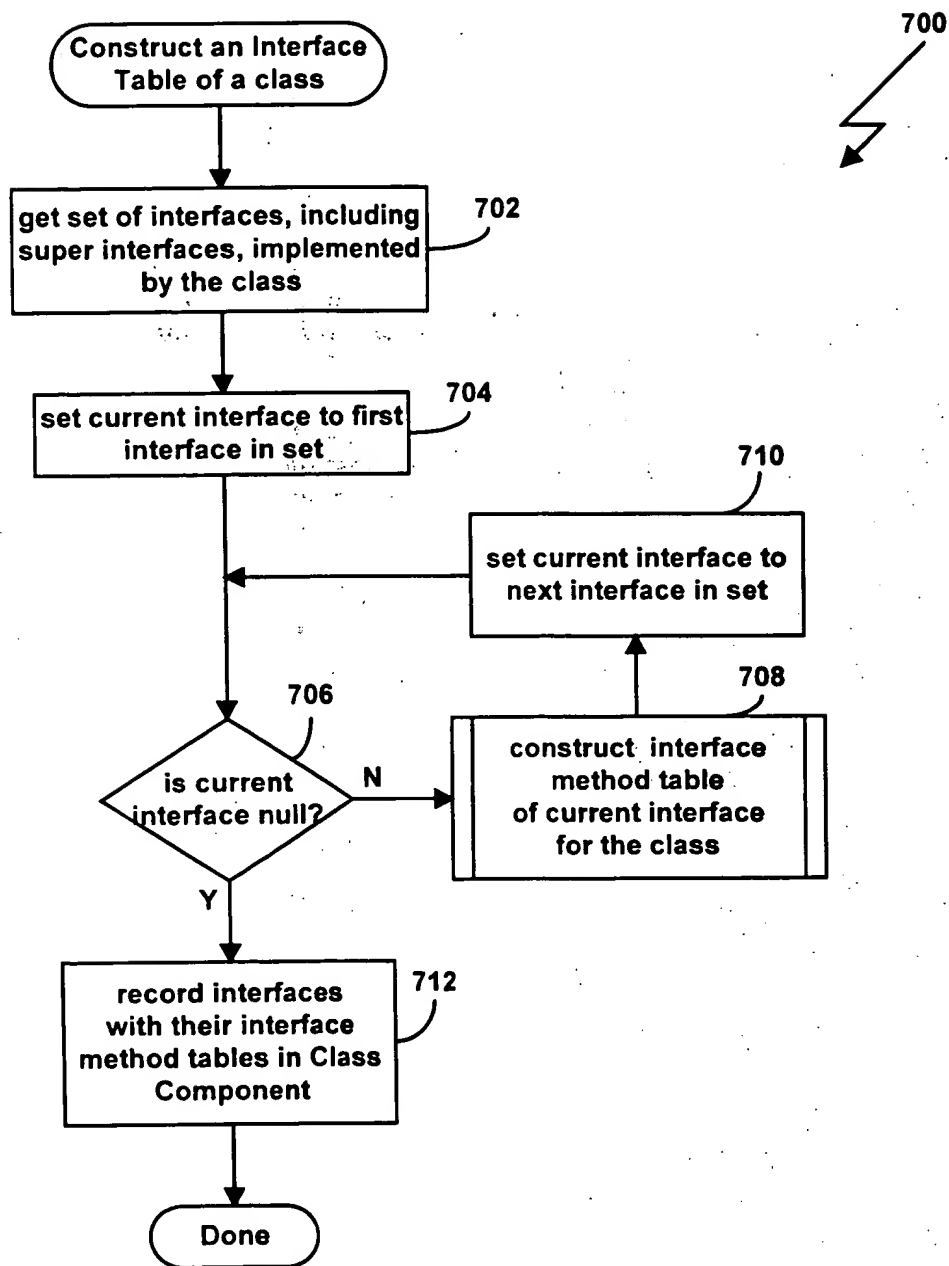 700
Construct an Interface
Table of a class
702
get set of interfaces, including
super interfaces, implemented
by the class
704
set current interface to first
interface in set
710
set current interface to
next interface in set
706
708
is current
interface null?
N
construct interface
method table
of current interface
for the class
Y
712
record interfaces
with their interface
method tables in Class
Component
Done